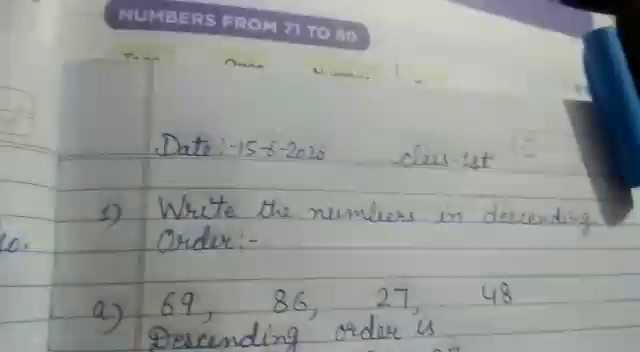 NUMBERS FROM 71 TO 80
Date:-15-6-2020 class-1st
1) Write the numbers in descending
Order:-
a) 69, 86, 27, 48
Descending order is